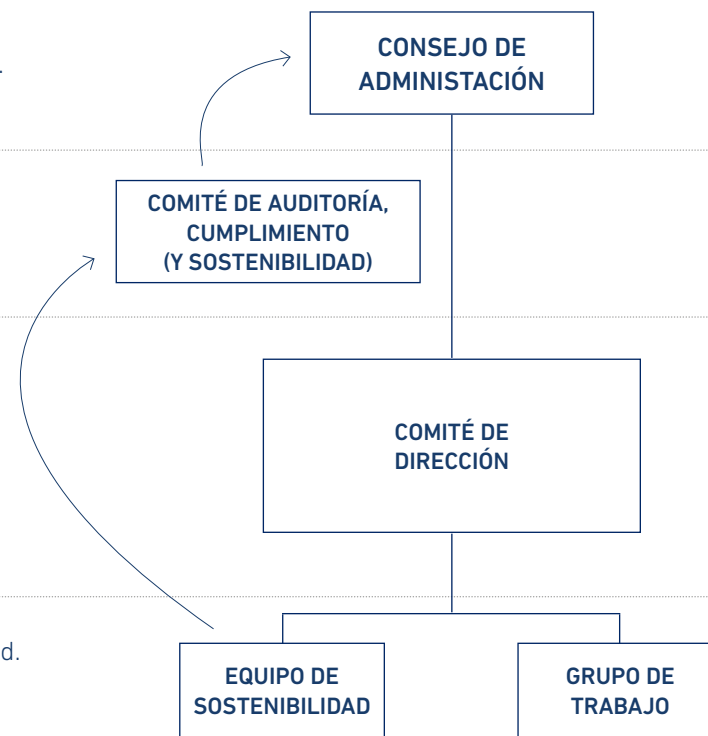 CONSEJO DE
ADMINISTACIÓN
.
COMITÉ DE AUDITORÍA,
CUMPLIMIENTO
(Y SOSTENIBILIDAD)
COMITÉ DE
DIRECCIÓN
d.
EQUIPO DE
SOSTENIBILIDAD
GRUPO DE
TRABAJO